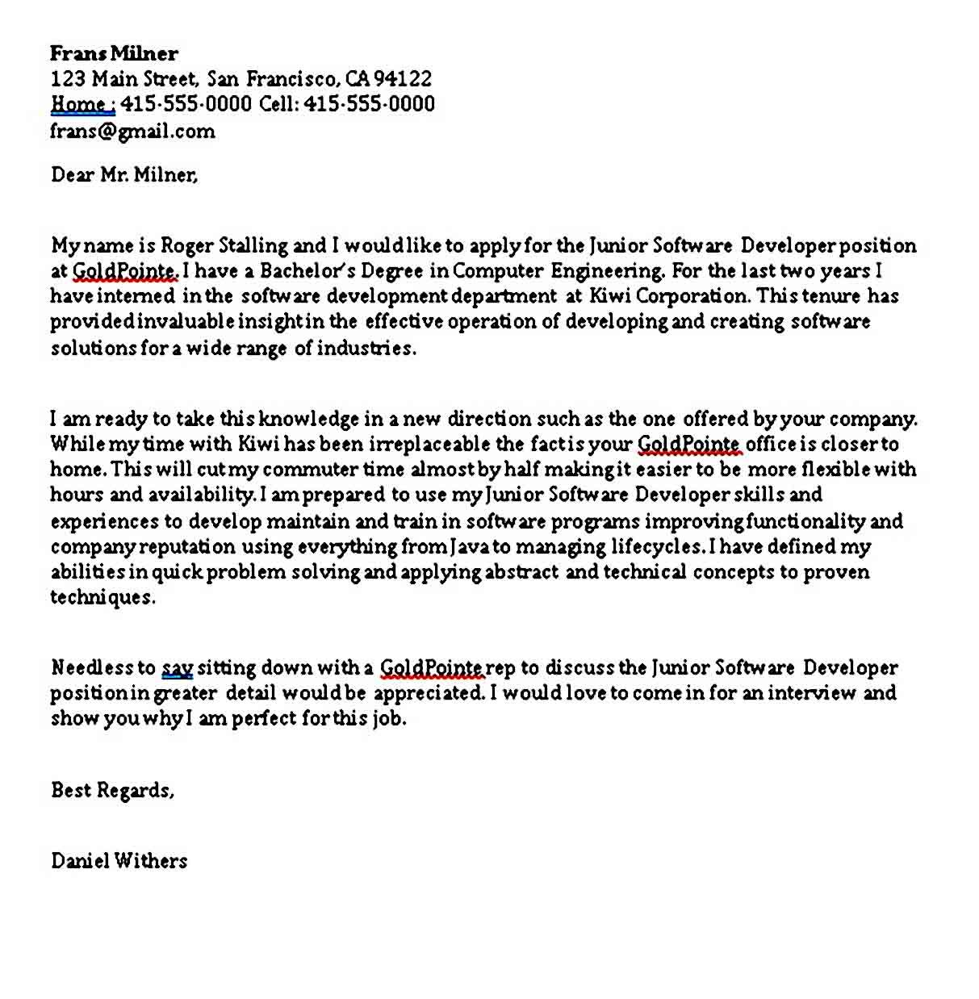 Frans Milner
123 Main Street, San Francisco, CA 94122
Home : 415-555-0000 Cell: 415-555-0000
frans@gmail.com
Dear Mr. Milner,
My name is Roger Stalling and I would like to apply for the Junior Software Developer position
at GoldPointe. I have a Bachelor's Degree in Computer Engineering. For the last two years I
have interned in the software development department at Kiwi Corporation. This tenure has
provided invaluable insight in the effective operation of developing and creating software
solutions for a wide range of industries.
I am ready to take this knowledge in a new direction such as the one offered by your company.
While my time with Kiwi has been irreplaceable the fact is your GoldPointe office is closer to
home. This will cut my commuter time almost by half making it easier to be more flexible with
hours and availability. I am prepared to use my Junior Software Developer skills and
experiences to develop maintain and train in software programs improving functionality and
company reputation using everything from Java to managing lifecycles. I have defined my
abilities in quick problem solving and applying abstract and technical concepts to proven
techniques.
Needless to say sitting down with a GoldPointe rep to discuss the Junior Software Developer
position in greater detail would be appreciated. I would love to come in for an interview and
show you why I am perfect for this job.
Best Regards,
Daniel Withers